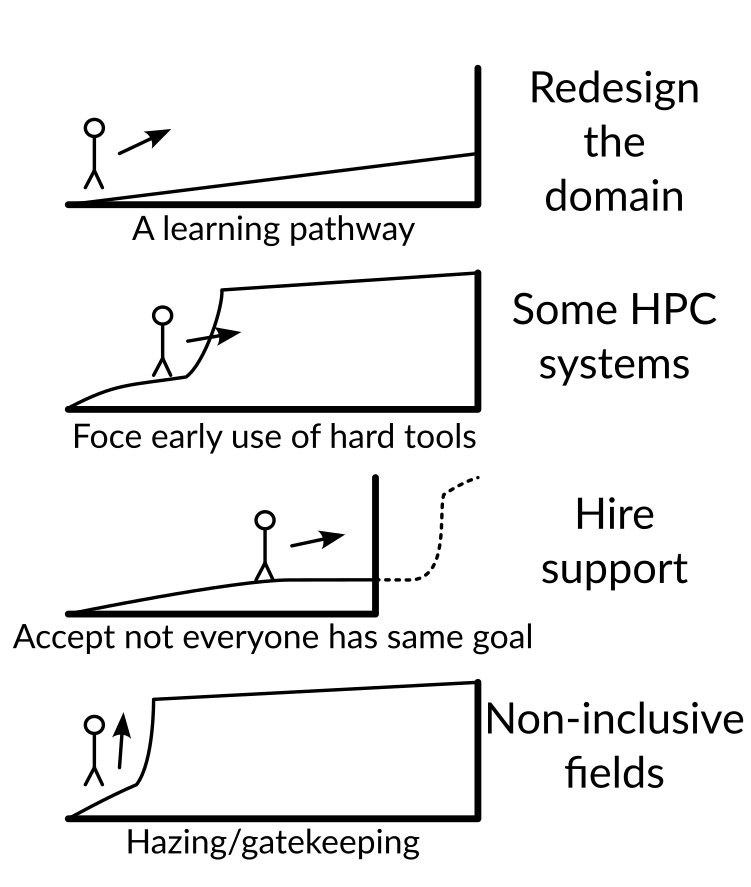 Redesign
the
domain
A learning pathway
Some HPC
systems
Foce early use of hard tools
Hire
support
Accept not everyone has same goal
Non-inclusive
fields
Hazing/gatekeeping